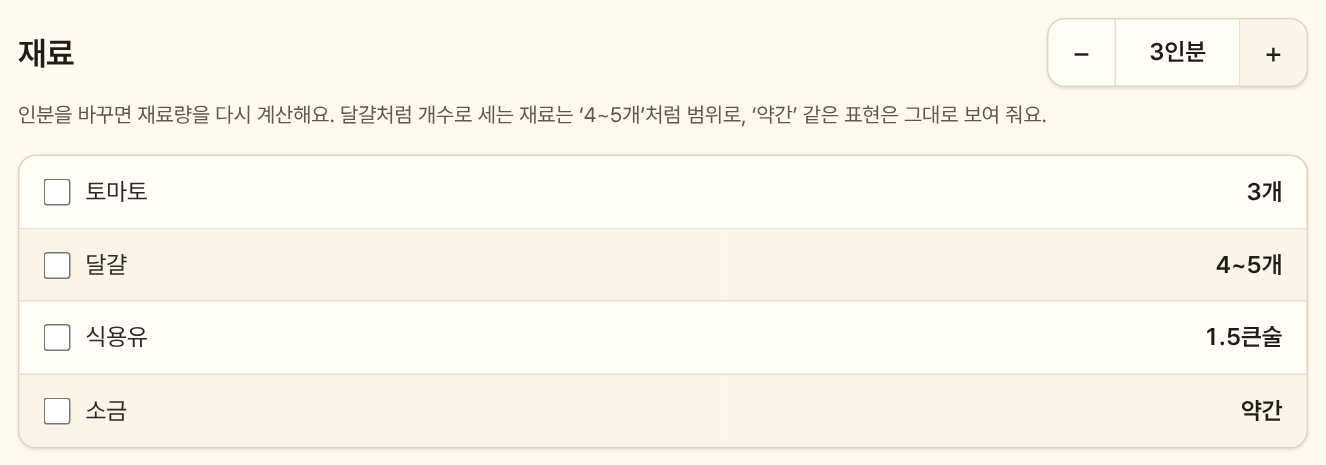 재료
− 3인분 +
인분을 바꾸면 재료량을 다시 계산해요. 달걀처럼 개수로 세는 재료는 ‘4~5개’처럼 범위로, ‘약간’ 같은 표현은 그대로 보여 줘요.
토마토 3개
달걀 4~5개
식용유 1.5큰술
소금 약간